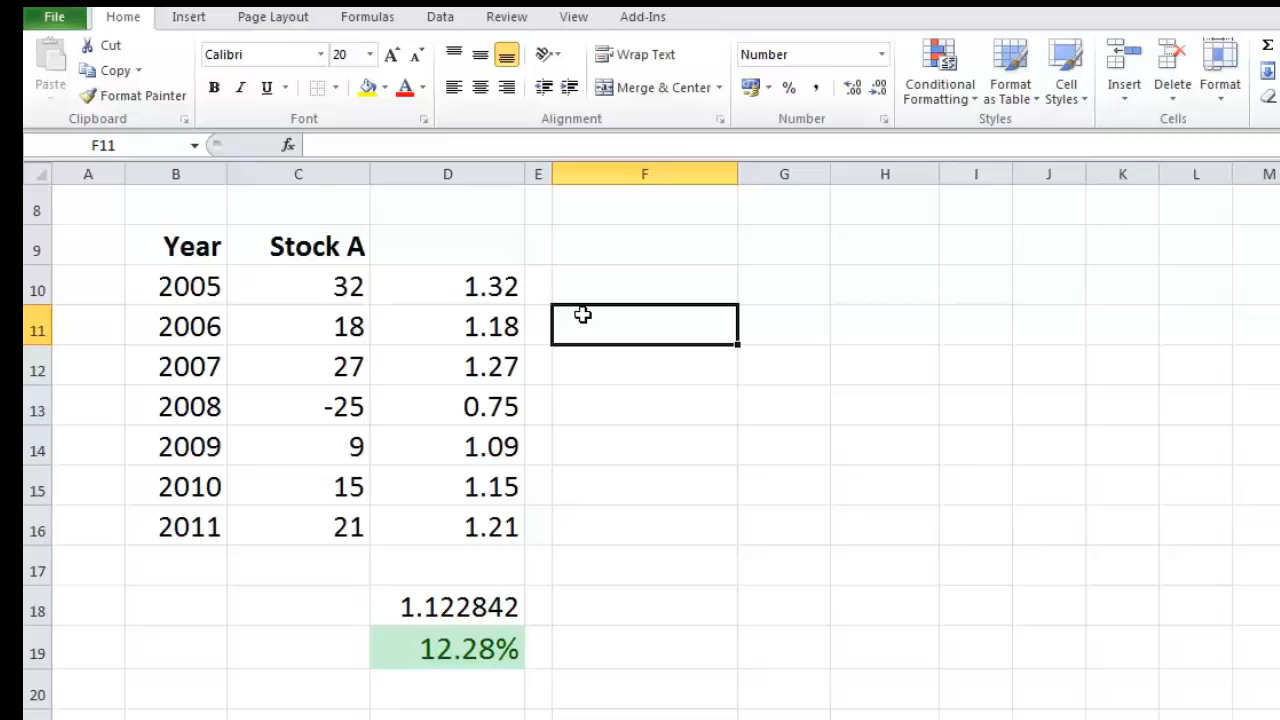 File Home Insert Page Layout Formulas Data Review View Add-Ins
Cut
Copy
Format Painter
Paste
Calibri 20 A A
B I U A
Wrap Text
Merge & Center
Number
% ,
Conditional Formatting
Format as Table
Cell Styles
Insert Delete Format
Σ
Clipboard Font Alignment Number Styles Cells
F11 fx
A B C D E F G H I J K L M
8
9 Year Stock A
10 2005 32 1.32
11 2006 18 1.18
12 2007 27 1.27
13 2008 -25 0.75
14 2009 9 1.09
15 2010 15 1.15
16 2011 21 1.21
17
18 1.122842
19 12.28%
20